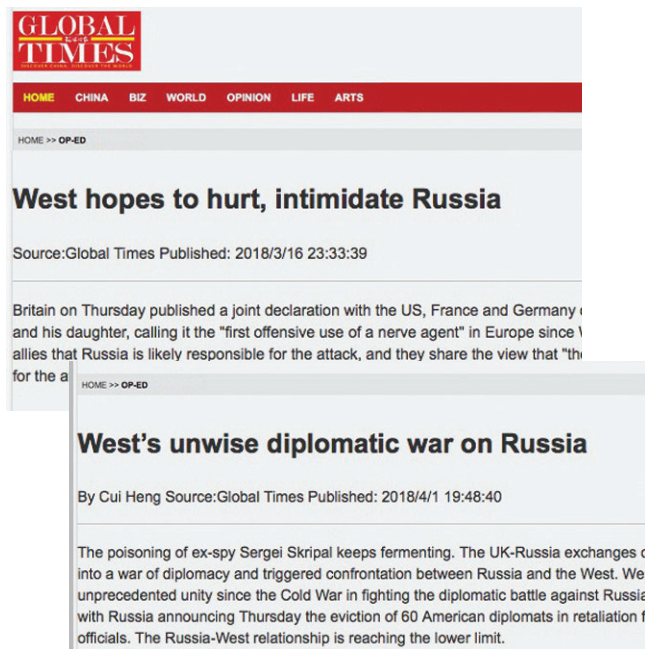 GLOBAL
TIMES
DISCOVER CHINA, DISCOVER THE WORLD
HOME CHINA BIZ WORLD OPINION LIFE ARTS
HOME >> OP-ED
West hopes to hurt, intimidate Russia
Source:Global Times Published: 2018/3/16 23:33:39
Britain on Thursday published a joint declaration with the US, France and Germany
and his daughter, calling it the "first offensive use of a nerve agent" in Europe since
allies that Russia is likely responsible for the attack, and they share the view that
for the a
HOME >> OP-ED
West's unwise diplomatic war on Russia
By Cui Heng Source:Global Times Published: 2018/4/1 19:48:40
The poisoning of ex-spy Sergei Skripal keeps fermenting. The UK-Russia exchanges
into a war of diplomacy and triggered confrontation between Russia and the West. We
unprecedented unity since the Cold War in fighting the diplomatic battle against Russia
with Russia announcing Thursday the eviction of 60 American diplomats in retaliation f
officials. The Russia-West relationship is reaching the lower limit.